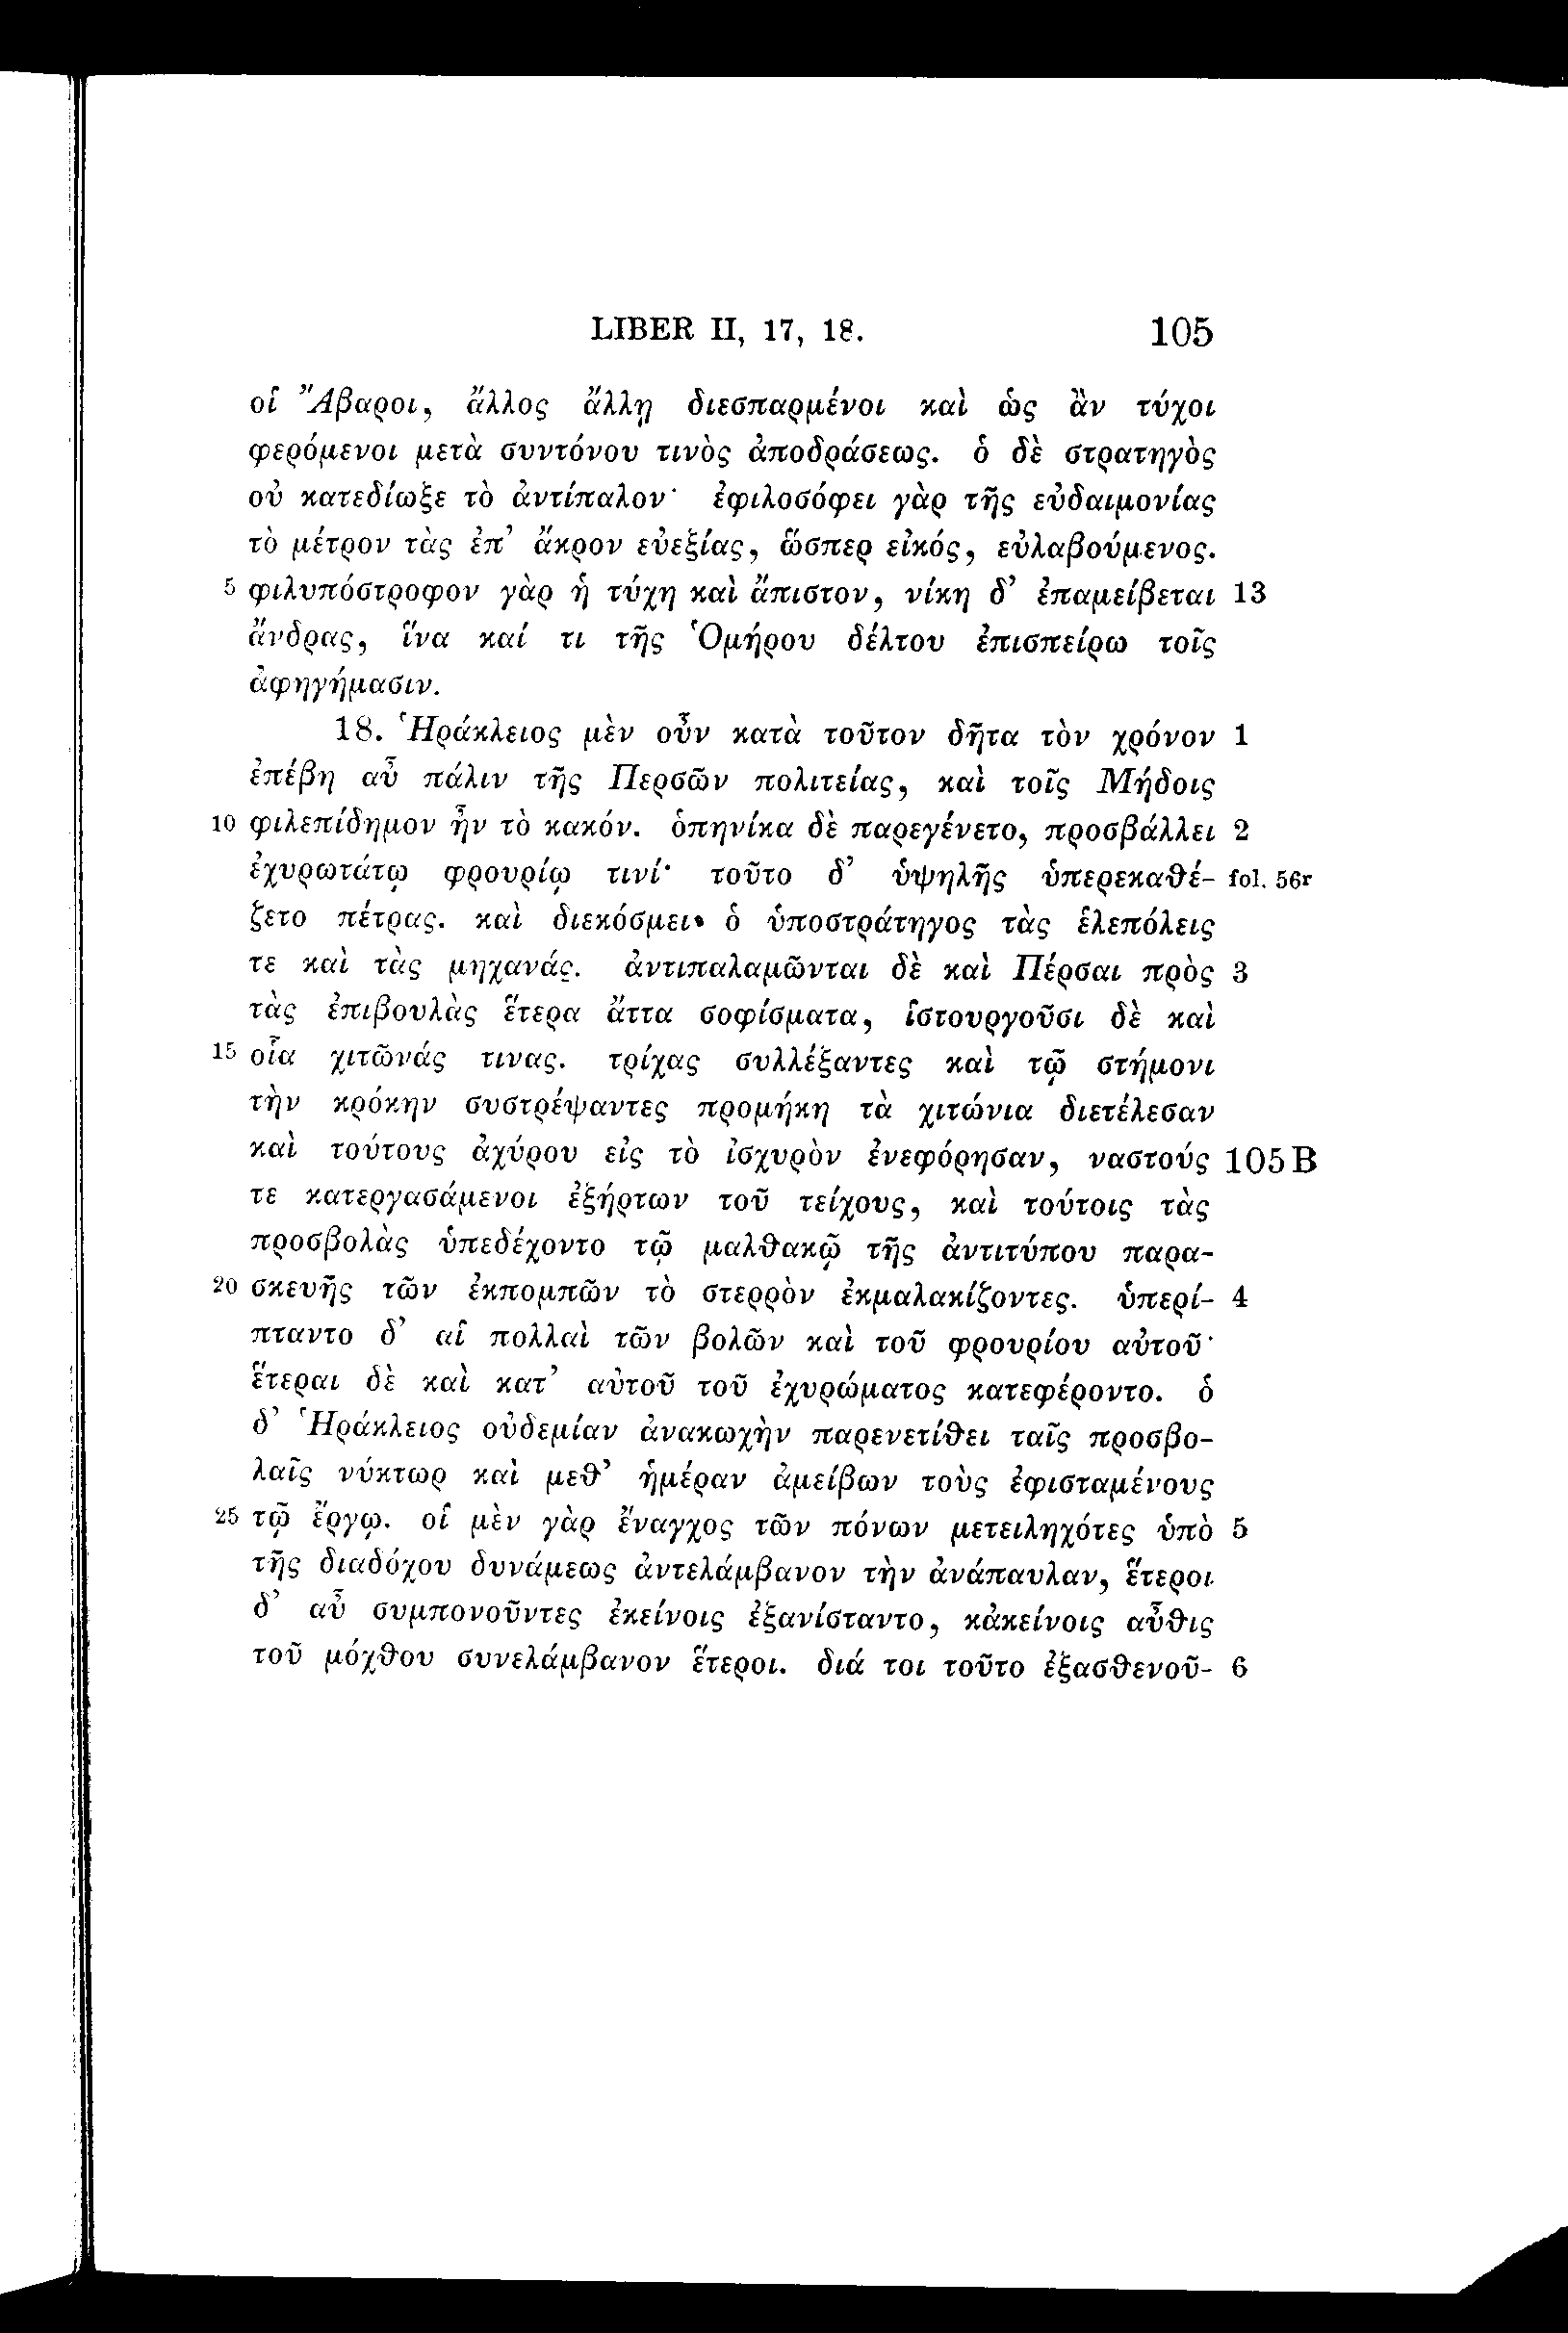 LIBER II, 17, 18. 105
οἱ Ἄβαροι, ἄλλος ἄλλῃ διεσπαρμένοι καὶ ὡς ἂν τύχοι
φερόμενοι μετὰ συντόνου τινὸς ἀποδράσεως. ὁ δὲ στρατηγὸς
οὐ κατεδίωξε τὸ ἀντίπαλον· ἐφιλοσόφει γὰρ τῆς εὐδαιμονίας
τὸ μέτρον τὰς ἐπ’ ἄκρον εὐεξίας, ὥσπερ εἰκός, εὐλαβούμενος.
5 φιλυπόστροφον γὰρ ἡ τύχη καὶ ἄπιστον, νίκη δ’ ἐπαμείβεται 13
ἄνδρας, ἵνα καί τι τῆς Ὁμήρου δέλτου ἐπισπείρω τοῖς
ἀφηγήμασιν.
18. Ἡράκλειος μὲν οὖν κατὰ τοῦτον δῆτα τὸν χρόνον 1
ἐπέβη αὖ πάλιν τῆς Περσῶν πολιτείας, καὶ τοῖς Μήδοις
10 φιλεπίδημον ἦν τὸ κακόν. ὁπηνίκα δὲ παρεγένετο, προσβάλλει 2
ἐχυρωτάτῳ φρουρίῳ τινί· τοῦτο δ’ ὑψηλῆς ὑπερεκαθέ- fol. 56r
ζετο πέτρας. καὶ διεκόσμει ὁ ὑποστράτηγος τὰς ἑλεπόλεις
τε καὶ τὰς μηχανάς. ἀντιπαλαμῶνται δὲ καὶ Πέρσαι πρὸς 3
τὰς ἐπιβουλὰς ἕτερα ἄττα σοφίσματα, ἱστουργοῦσι δὲ καὶ
15 οἷα χιτῶνάς τινας. τρίχας συλλέξαντες καὶ τῷ στήμονι
τὴν κρόκην συστρέψαντες προμήκη τὰ χιτώνια διετέλεσαν
καὶ τούτους ἀχύρου εἰς τὸ ἰσχυρὸν ἐνεφόρησαν, ναστούς 105 B
τε κατεργασάμενοι ἐξήρτων τοῦ τείχους, καὶ τούτοις τὰς
προσβολὰς ὑπεδέχοντο τῷ μαλθακῷ τῆς ἀντιτύπου παρα-
20 σκευῆς τῶν ἐκπομπῶν τὸ στερρὸν ἐκμαλακίζοντες. ὑπερί- 4
πταντο δ’ αἱ πολλαὶ τῶν βολῶν καὶ τοῦ φρουρίου αὐτοῦ·
ἕτεραι δὲ καὶ κατ’ αὐτοῦ τοῦ ἐχυρώματος κατεφέροντο. ὁ
δ’ Ἡράκλειος οὐδεμίαν ἀνακωχὴν παρενετίθει ταῖς προσβο-
λαῖς νύκτωρ καὶ μεθ’ ἡμέραν ἀμείβων τοὺς ἐφισταμένους
25 τῷ ἔργῳ. οἱ μὲν γὰρ ἔναγχος τῶν πόνων μετειληχότες ὑπὸ 5
τῆς διαδόχου δυνάμεως ἀντελάμβανον τὴν ἀνάπαυλαν, ἕτεροι
δ’ αὖ συμπονοῦντες ἐκείνοις ἐξανίσταντο, κἀκείνοις αὖθις
τοῦ μόχθου συνελάμβανον ἕτεροι. διά τοι τοῦτο ἐξασθενοῦ- 6